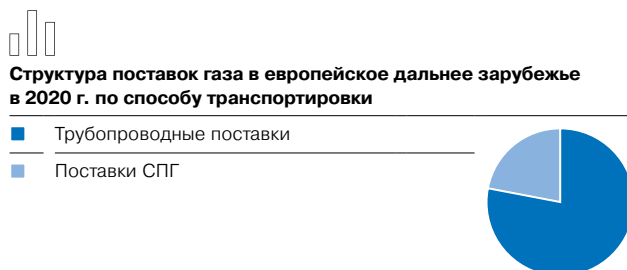 Структура поставок газа в европейское дальнее зарубежье
в 2020 г. по способу транспортировки
Трубопроводные поставки
Поставки СПГ